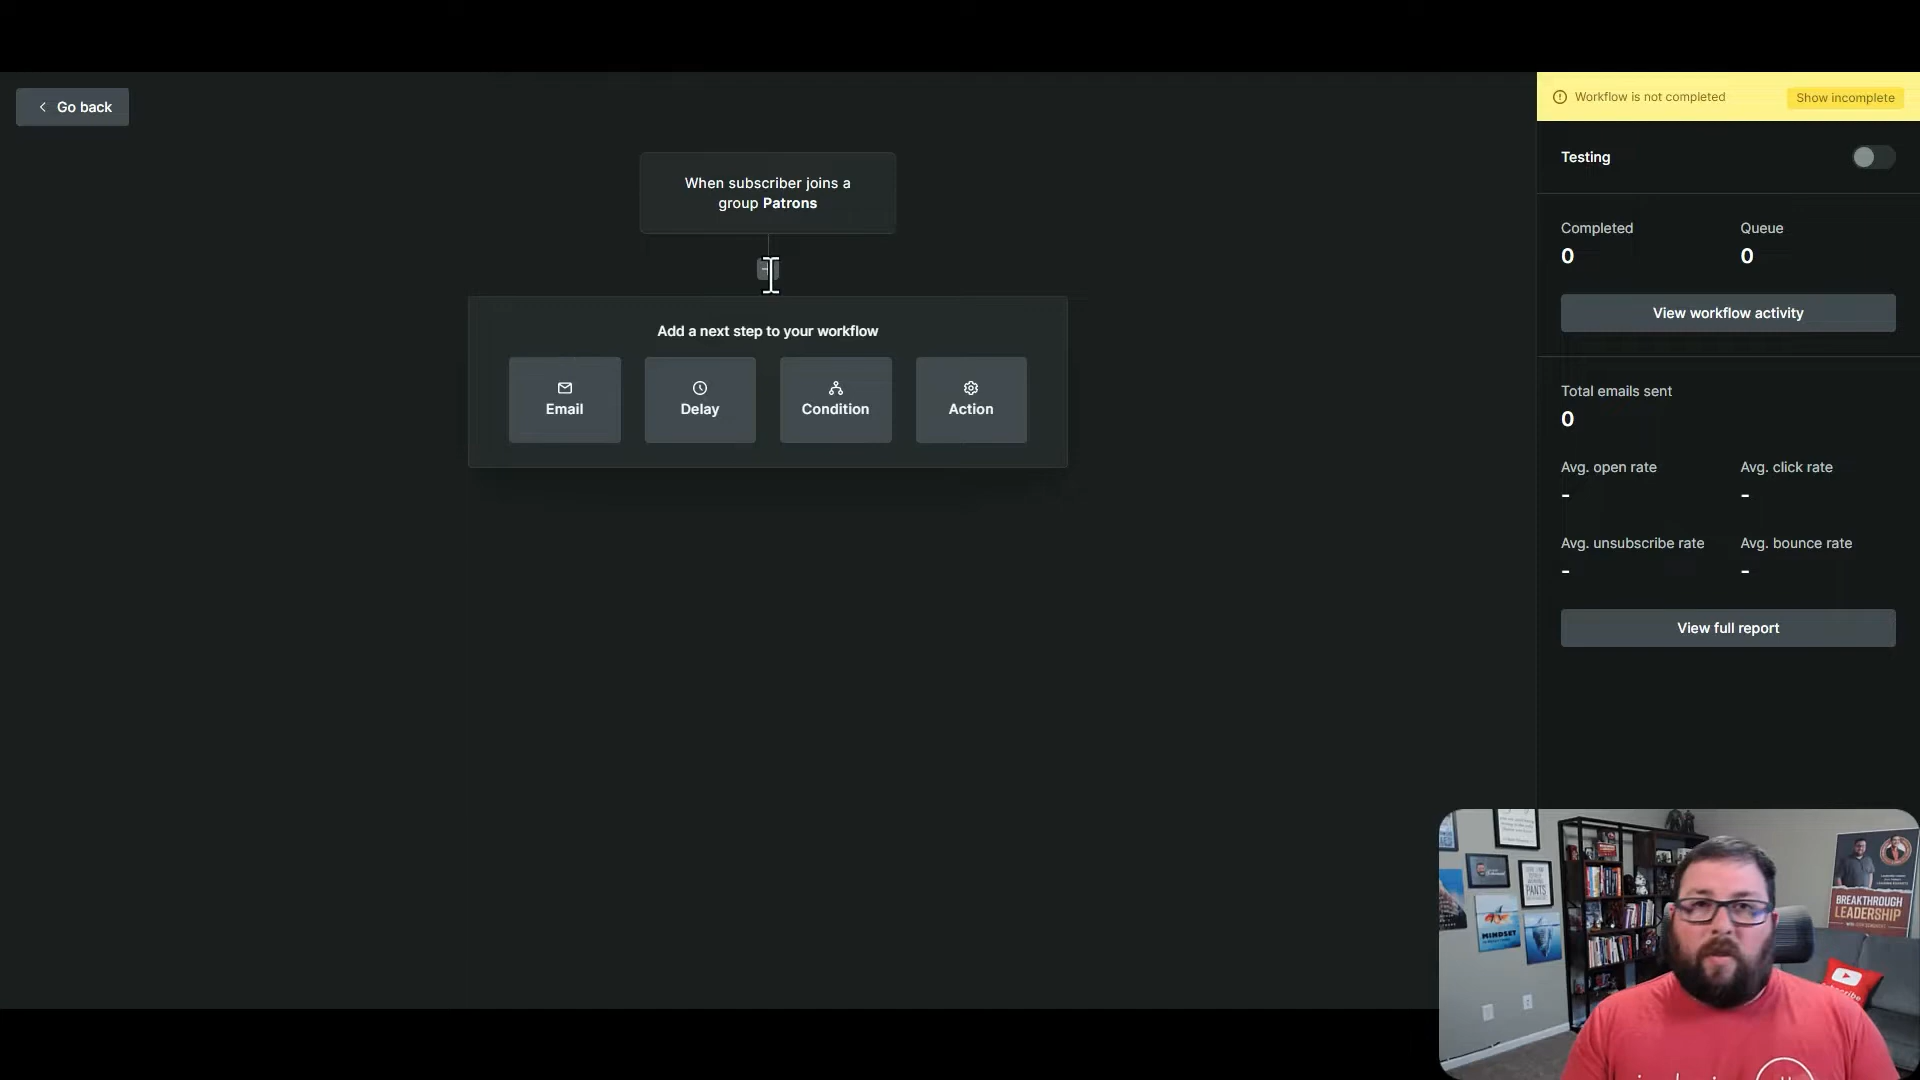 Go back
When subscriber joins a
group Patrons
Add a next step to your workflow
Email
Delay
Condition
Action
Workflow is not completed
Show incomplete
Testing
Completed
Queue
0
0
View workflow activity
Total emails sent
0
Avg. open rate
Avg. click rate
-
-
Avg. unsubscribe rate
Avg. bounce rate
-
-
View full report
PANTS
MINDSET
BREAKTHROUGH
LEADERSHIP
Subscribe